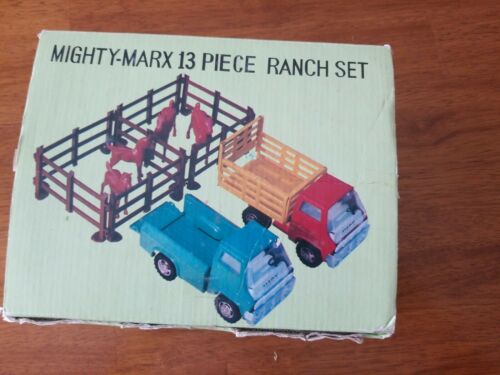 MIGHTY-MARX 13 PIECE RANCH SET